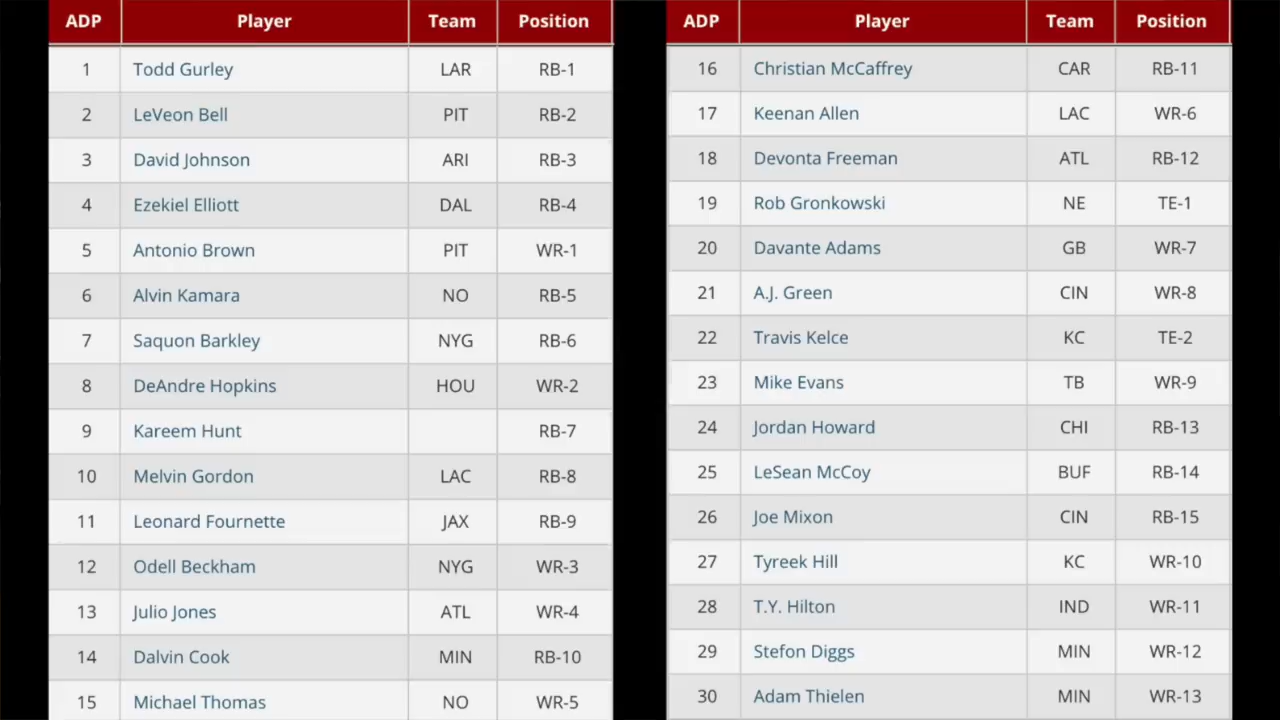 ADP Player Team Position
1 Todd Gurley LAR RB-1
2 LeVeon Bell PIT RB-2
3 David Johnson ARI RB-3
4 Ezekiel Elliott DAL RB-4
5 Antonio Brown PIT WR-1
6 Alvin Kamara NO RB-5
7 Saquon Barkley NYG RB-6
8 DeAndre Hopkins HOU WR-2
9 Kareem Hunt RB-7
10 Melvin Gordon LAC RB-8
11 Leonard Fournette JAX RB-9
12 Odell Beckham NYG WR-3
13 Julio Jones ATL WR-4
14 Dalvin Cook MIN RB-10
15 Michael Thomas NO WR-5
ADP Player Team Position
16 Christian McCaffrey CAR RB-11
17 Keenan Allen LAC WR-6
18 Devonta Freeman ATL RB-12
19 Rob Gronkowski NE TE-1
20 Davante Adams GB WR-7
21 A.J. Green CIN WR-8
22 Travis Kelce KC TE-2
23 Mike Evans TB WR-9
24 Jordan Howard CHI RB-13
25 LeSean McCoy BUF RB-14
26 Joe Mixon CIN RB-15
27 Tyreek Hill KC WR-10
28 T.Y. Hilton IND WR-11
29 Stefon Diggs MIN WR-12
30 Adam Thielen MIN WR-13